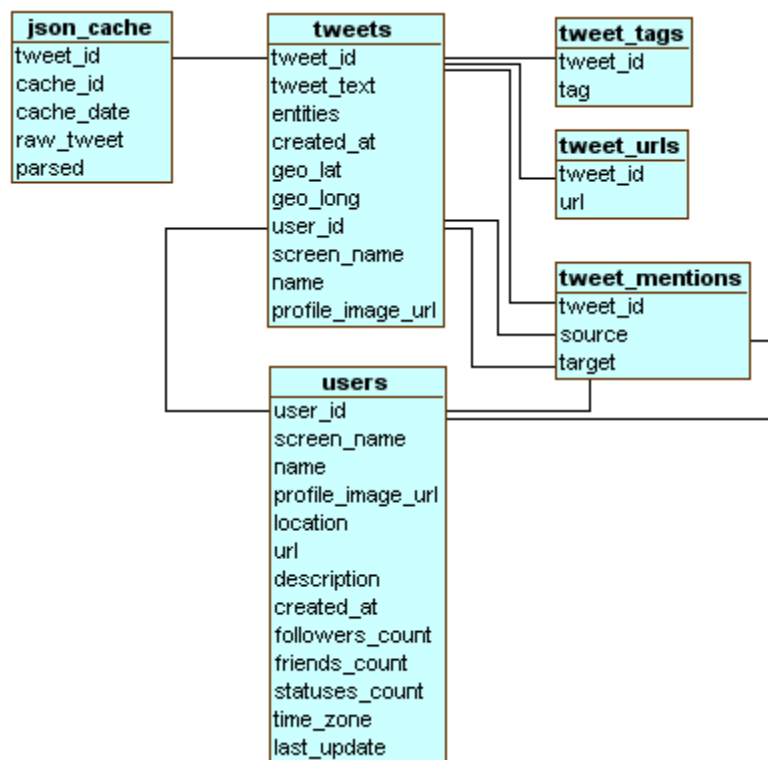 json_cache
tweet_id
cache_id
cache_date
raw_tweet
parsed
tweets
tweet_id
tweet_text
entities
created_at
geo_lat
geo_long
user_id
screen_name
name
profile_image_url
tweet_tags
tweet_id
tag
tweet_urls
tweet_id
url
tweet_mentions
tweet_id
source
target
users
user_id
screen_name
name
profile_image_url
location
url
description
created_at
followers_count
friends_count
statuses_count
time_zone
last_update